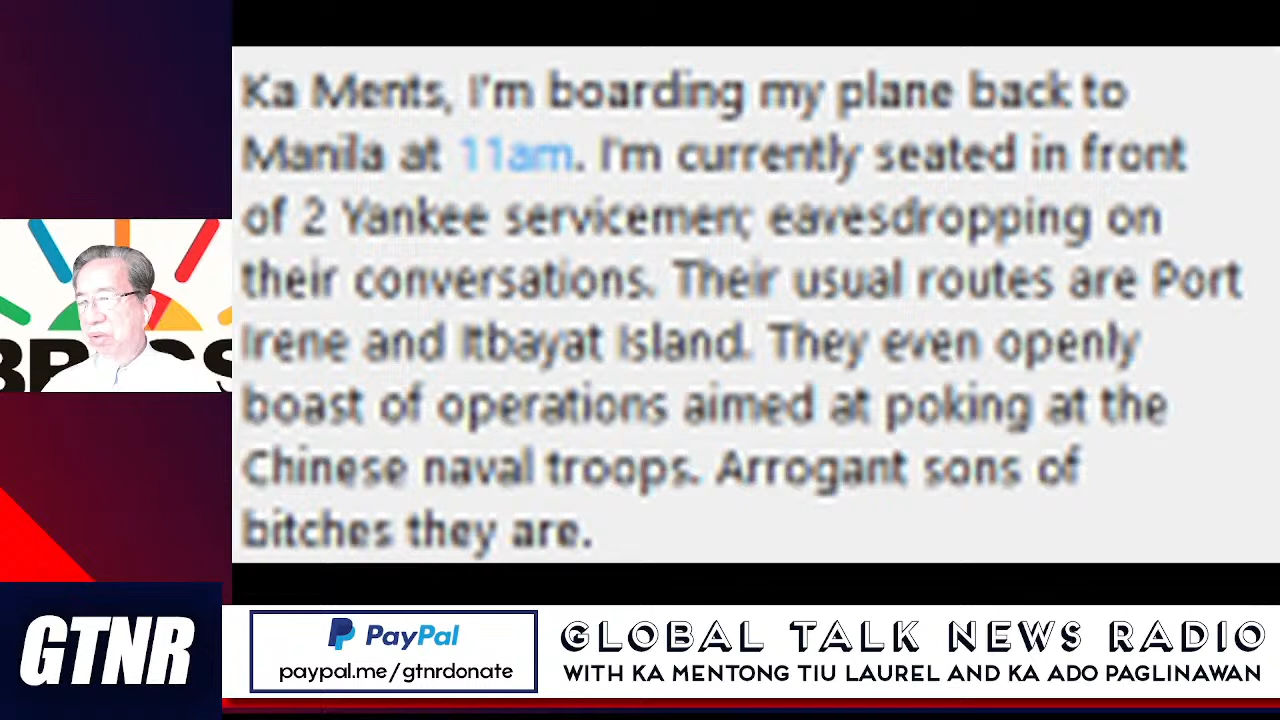 Ka Ments, I'm boarding my plane back to
Manila at 11am. I'm currently seated in front
of 2 Yankee servicemen; eavesdropping on
their conversations. Their usual routes are Port
Irene and Itbayat Island. They even openly
boast of operations aimed at poking at the
Chinese naval troops. Arrogant sons of
bitches they are.
BRICS
GTNR
PayPal
paypal.me/gtnrdonate
GLOBAL TALK NEWS RADIO
WITH KA MENTONG TIU LAUREL AND KA ADO PAGLINAWAN